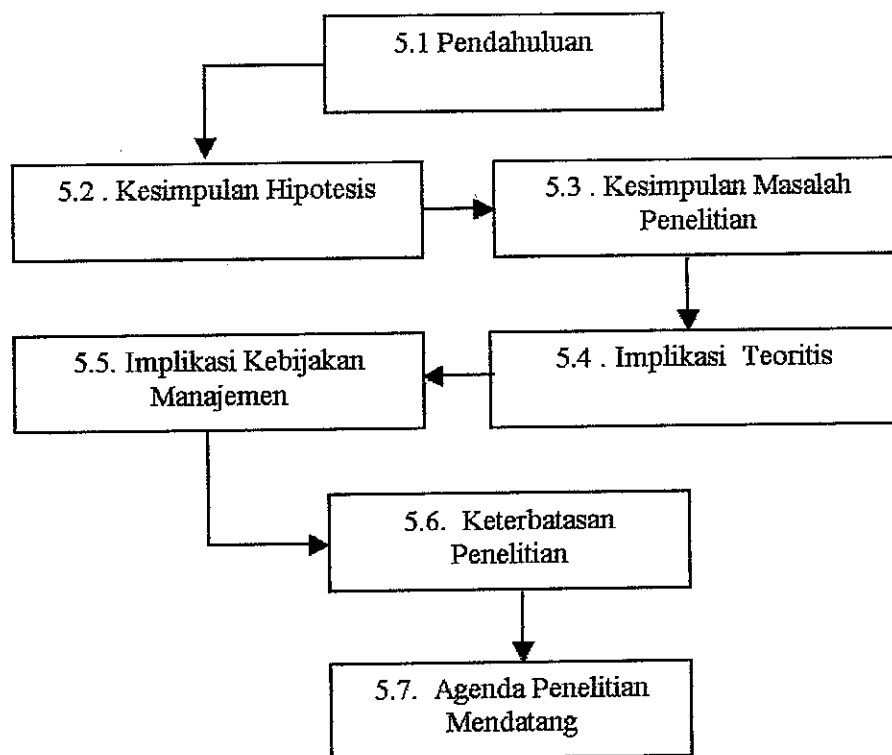 5.1 Pendahuluan
5.2 . Kesimpulan Hipotesis
5.3 . Kesimpulan Masalah
Penelitian
5.4 . Implikasi Teoritis
5.5. Implikasi Kebijakan
Manajemen
5.6. Keterbatasan
Penelitian
5.7. Agenda Penelitian
Mendatang